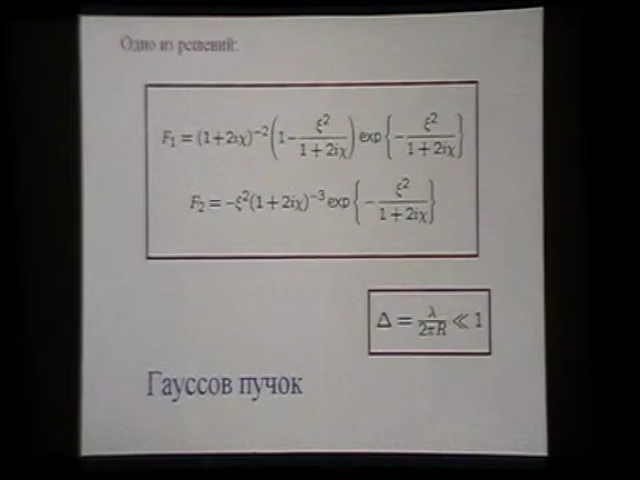 Одно из решений:
F₁ = (1+2iχ)⁻² (1 − ξ²/(1+2iχ)) exp{−ξ²/(1+2iχ)}
F₂ = −ξ²(1+2iχ)⁻³ exp{−ξ²/(1+2iχ)}
Δ = λ/(2πR) ≪ 1
Гауссов пучок